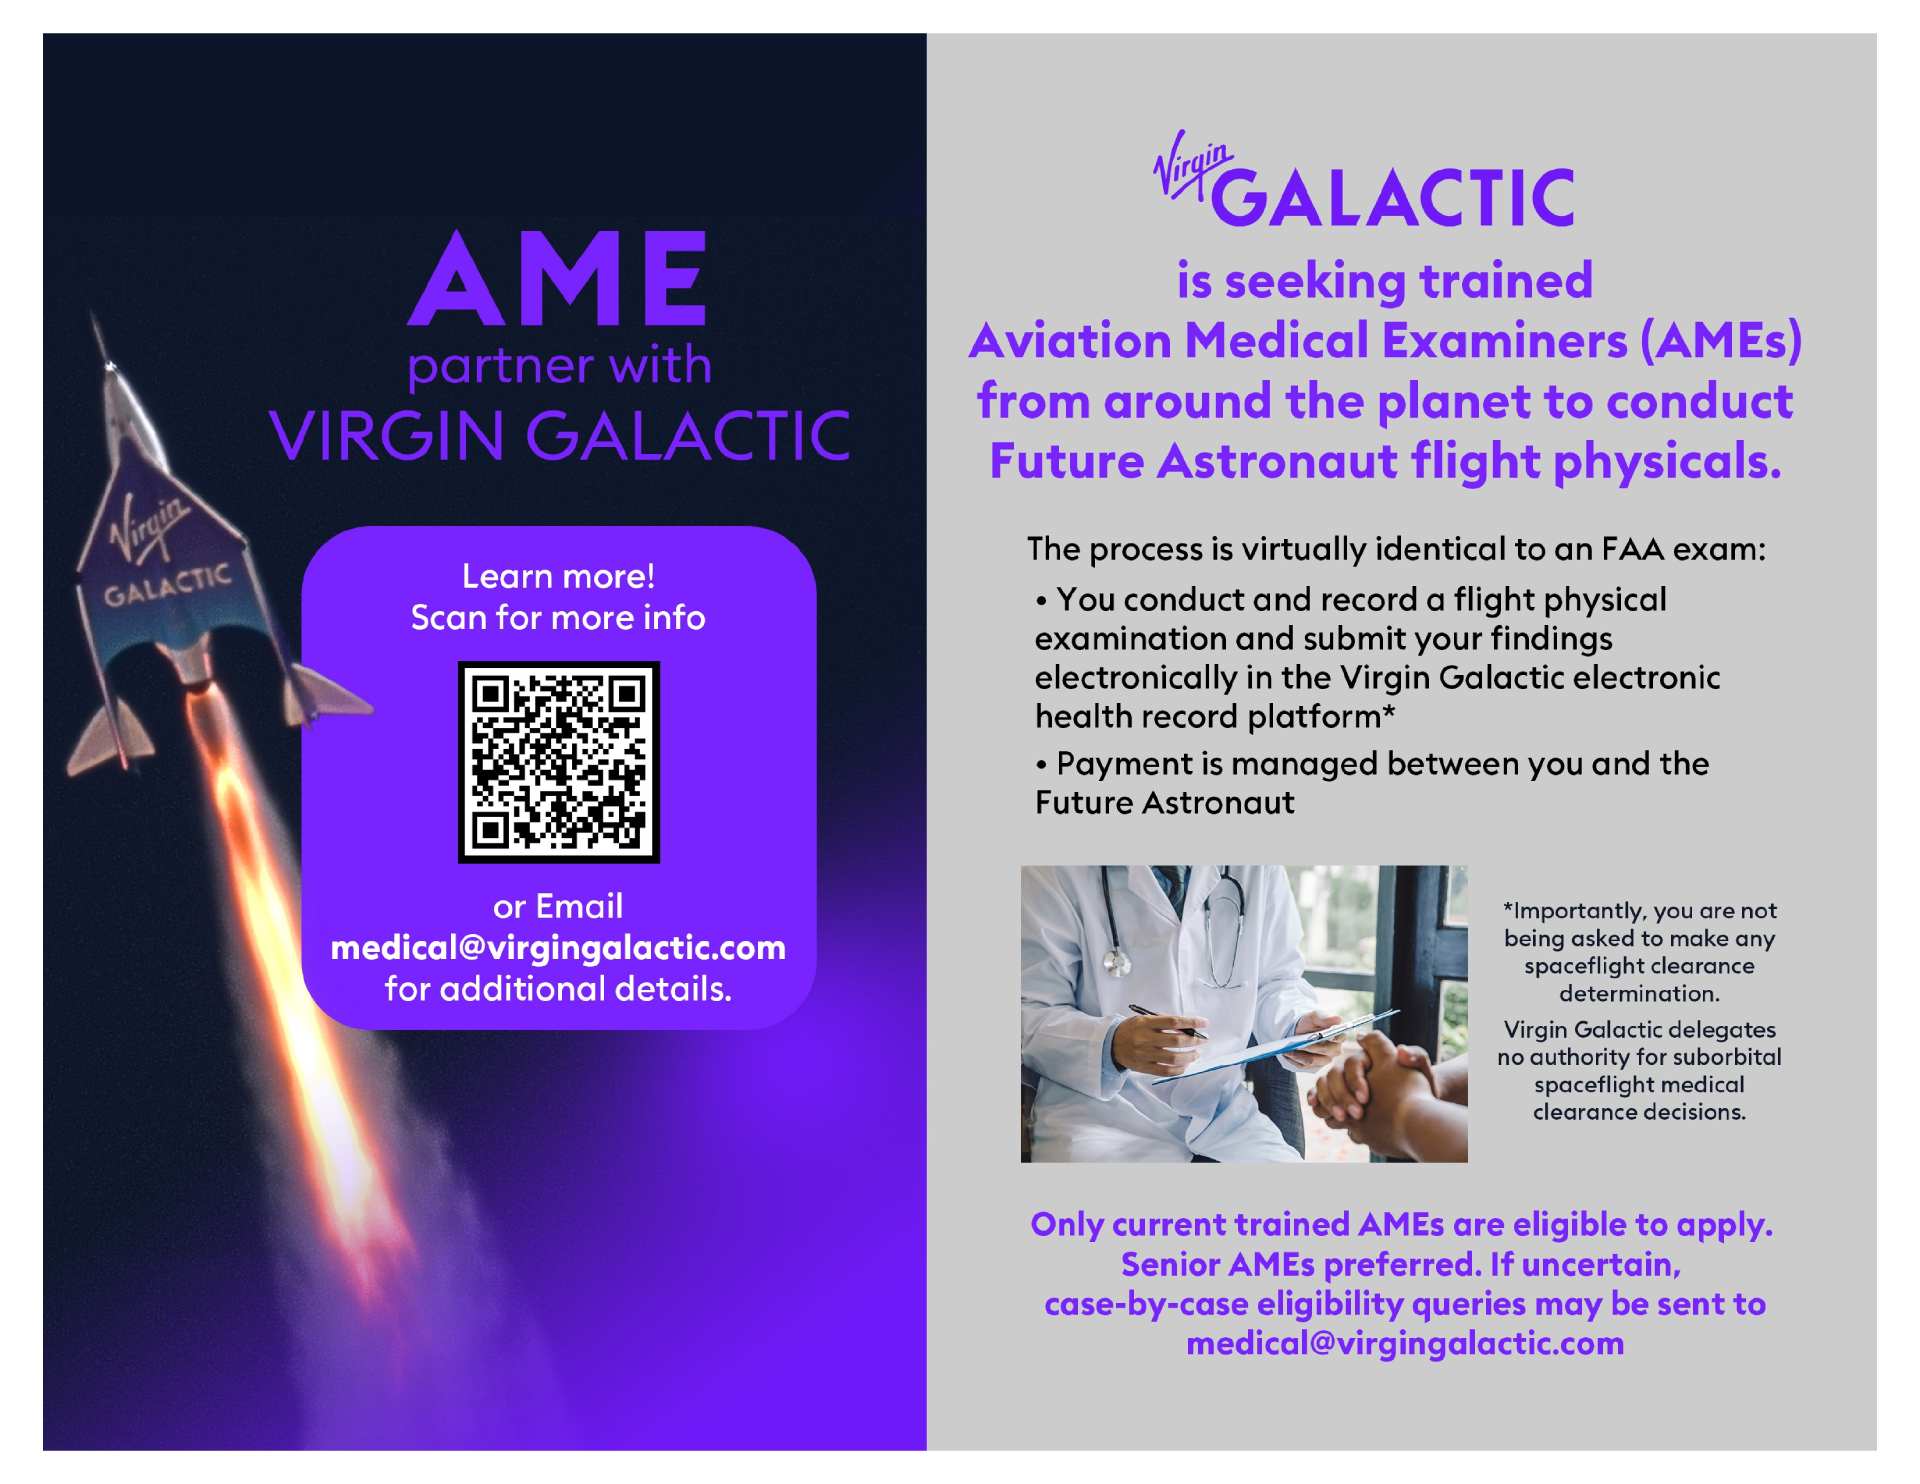 AME
partner with
VIRGIN GALACTIC
Virgin
GALACTIC
Learn more!
Scan for more info
or Email
medical@virgingalactic.com
for additional details.
Virgin GALACTIC
is seeking trained
Aviation Medical Examiners (AMEs)
from around the planet to conduct
Future Astronaut flight physicals.
The process is virtually identical to an FAA exam:
• You conduct and record a flight physical
examination and submit your findings
electronically in the Virgin Galactic electronic
health record platform*
• Payment is managed between you and the
Future Astronaut
*Importantly, you are not
being asked to make any
spaceflight clearance
determination.
Virgin Galactic delegates
no authority for suborbital
spaceflight medical
clearance decisions.
Only current trained AMEs are eligible to apply.
Senior AMEs preferred. If uncertain,
case-by-case eligibility queries may be sent to
medical@virgingalactic.com